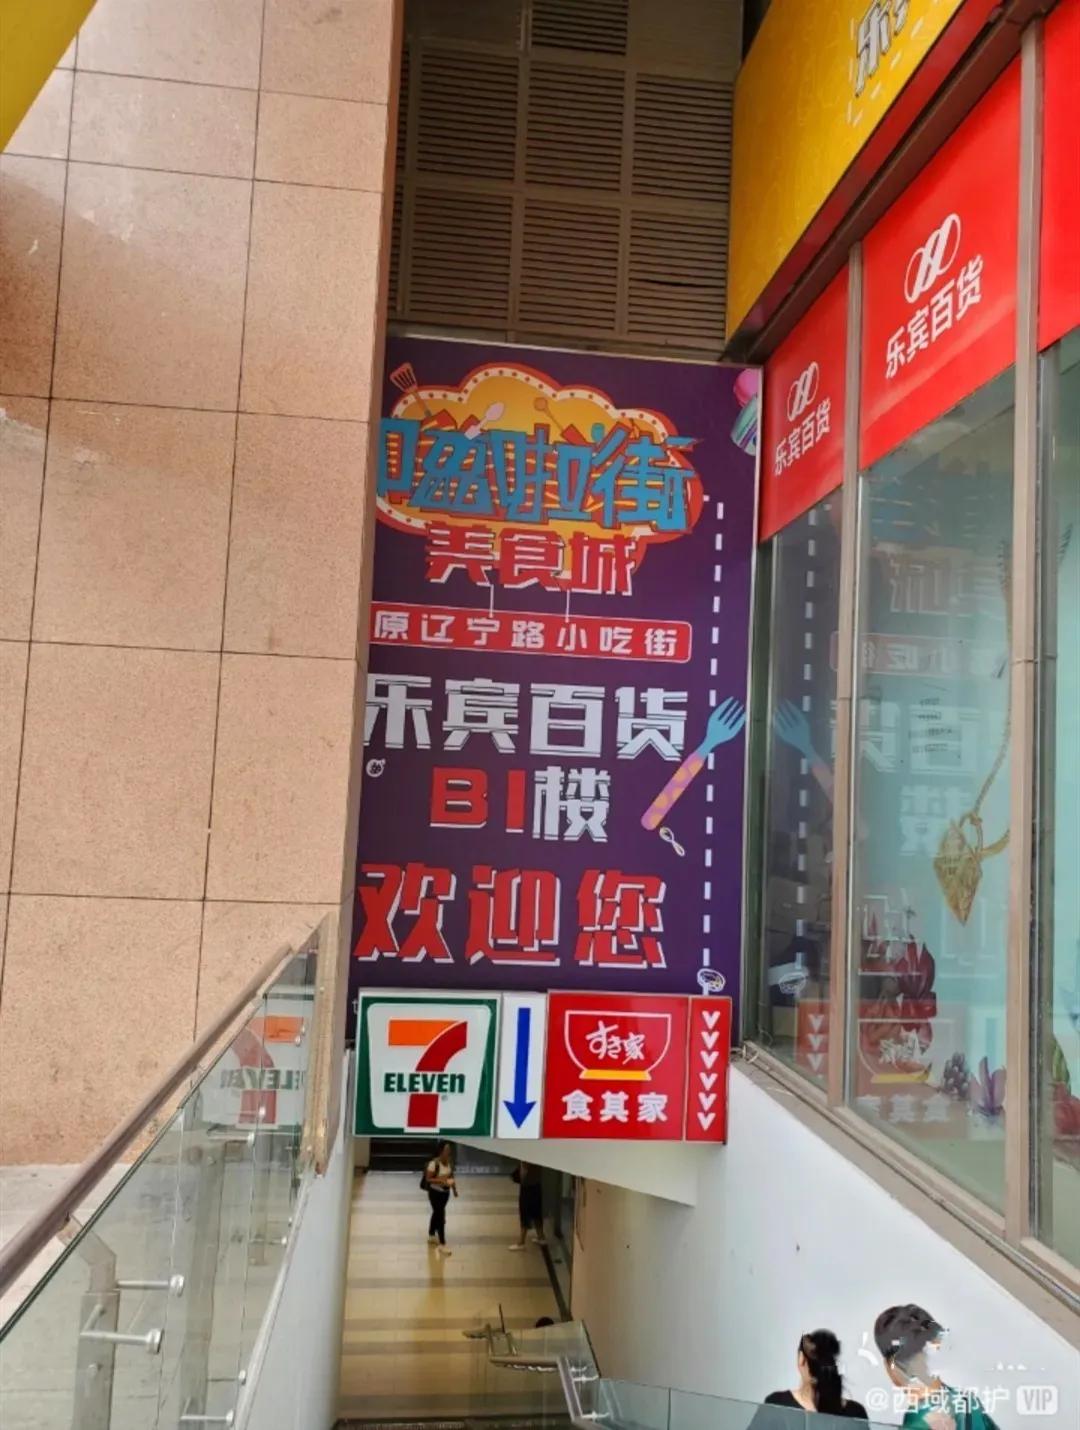 哈啦街
美食城
原辽宁路小吃街
乐宾百货
B1楼
欢迎您
7
ELEVEn
すき家
食其家
乐宾百货
乐宾百货
乐
@西域都护 VIP